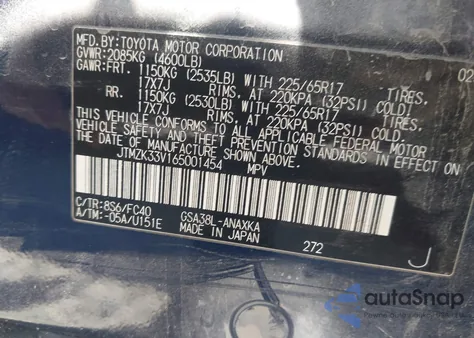 MFD.BY:TOYOTA MOTOR CORPORATION
GVWR:2085KG (4600LB)
GAWR:FRT. 1150KG (2535LB) WITH 225/65R17 TIRES,
17X7J RIMS, AT 220KPA (32PSI) COLD
RR. 1150KG (2530LB) WITH 225/65R17 TIRES,
17X7J RIMS, AT 220KPA (32PSI) COLD
THIS VEHICLE CONFORMS TO ALL APPLICABLE FEDERAL MOTOR
VEHICLE SAFETY AND THEFT PREVENTION STANDARDS IN EFFECT ON
THE DATE OF MANUFACTURE SHOWN ABOVE.
JTMZK33V165001454 MPV
C/TR:8S6/FC40 GSA38L-ANAXKA
A/TM:-05A/U151E MADE IN JAPAN 272 J
autoSnap